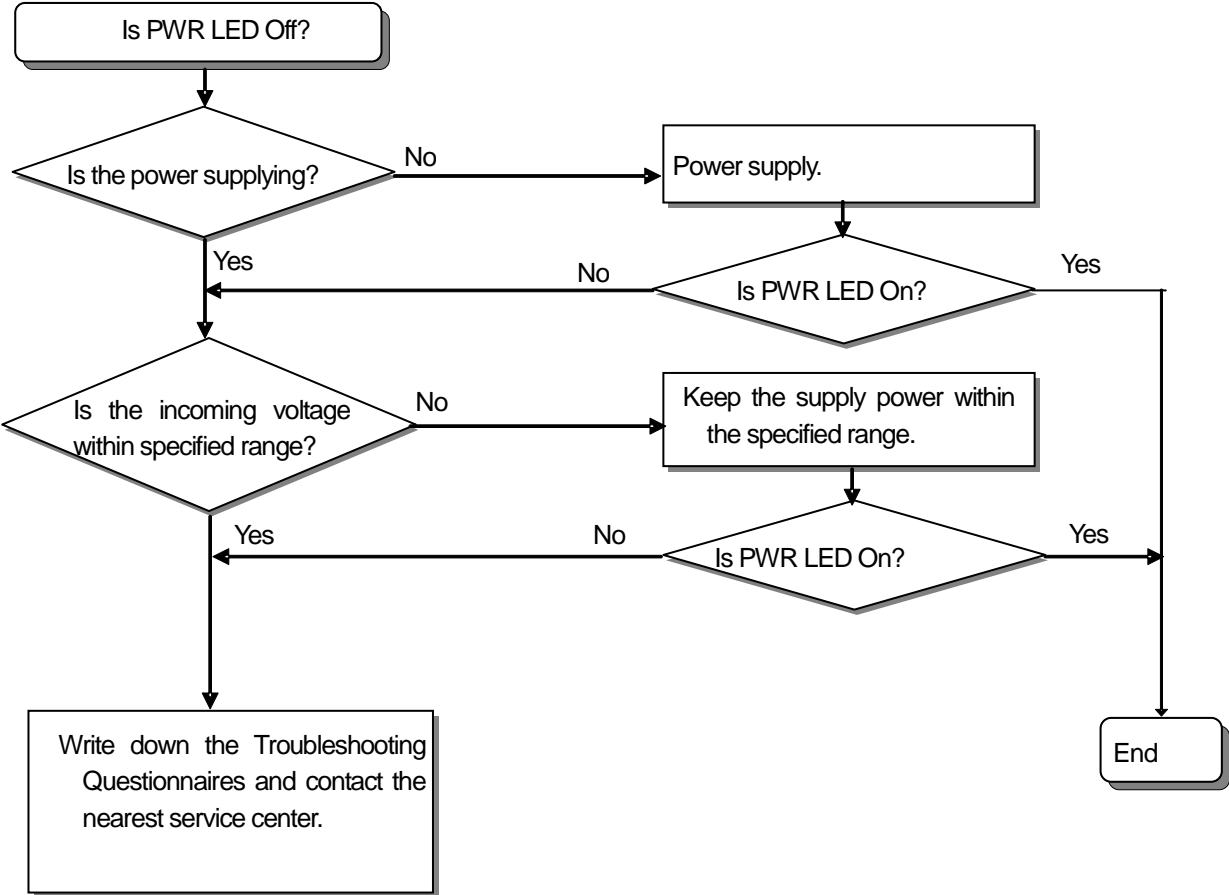 Is PWR LED Off?
Is the power supplying?
No
Power supply.
Yes
No
Is PWR LED On?
Yes
Is the incoming voltage
within specified range?
No
Keep the supply power within
the specified range.
Yes
No
Is PWR LED On?
Yes
Write down the Troubleshooting
Questionnaires and contact the
nearest service center.
End